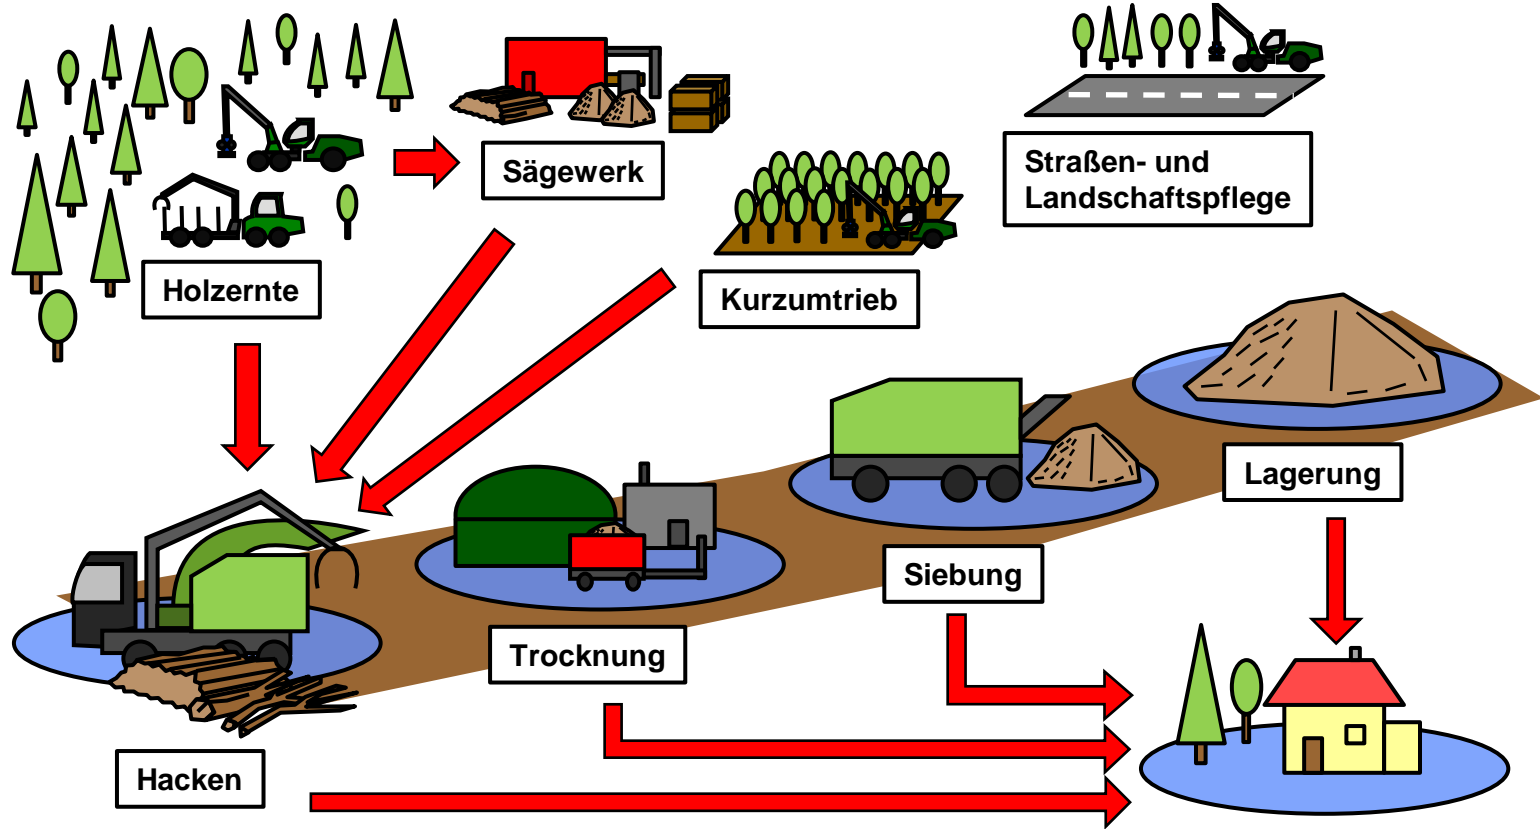 Sägewerk
Straßen- und
Landschaftspflege
Holzernte
Kurzumtrieb
Lagerung
Siebung
Trocknung
Hacken